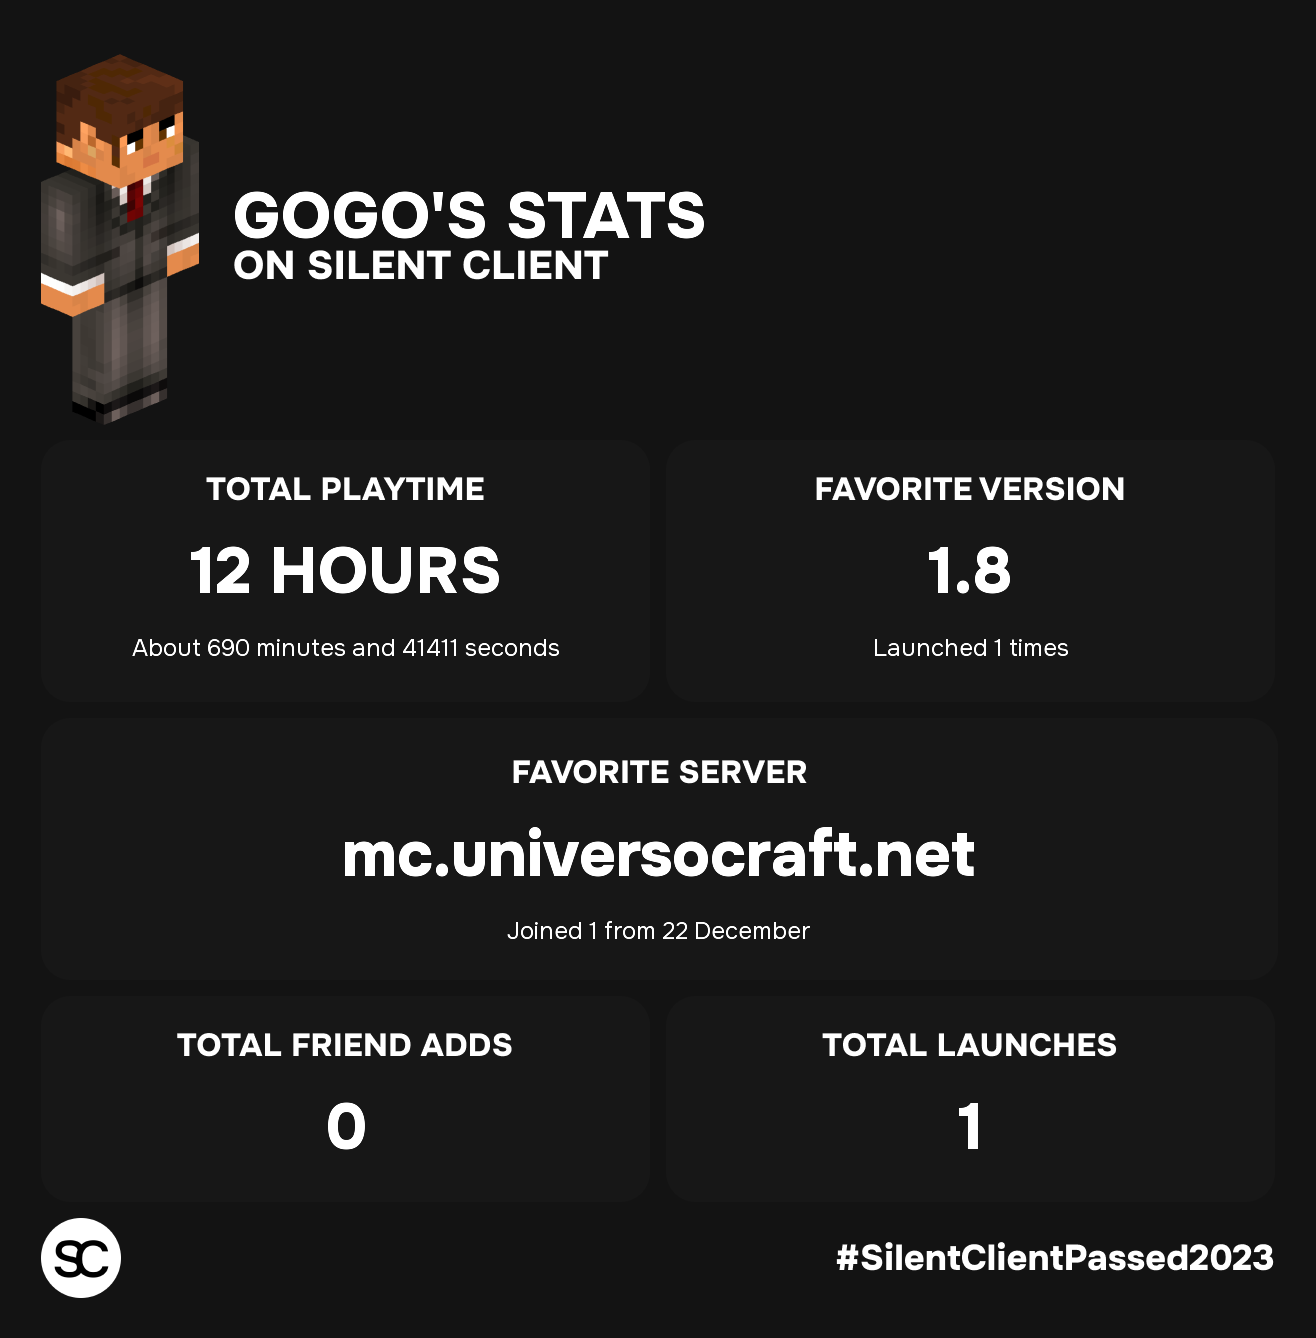 GOGO'S STATS
ON SILENT CLIENT
TOTAL PLAYTIME
12 HOURS
About 690 minutes and 41411 seconds
FAVORITE VERSION
1.8
Launched 1 times
FAVORITE SERVER
mc.universocraft.net
Joined 1 from 22 December
TOTAL FRIEND ADDS
0
TOTAL LAUNCHES
1
SC
#SilentClientPassed2023